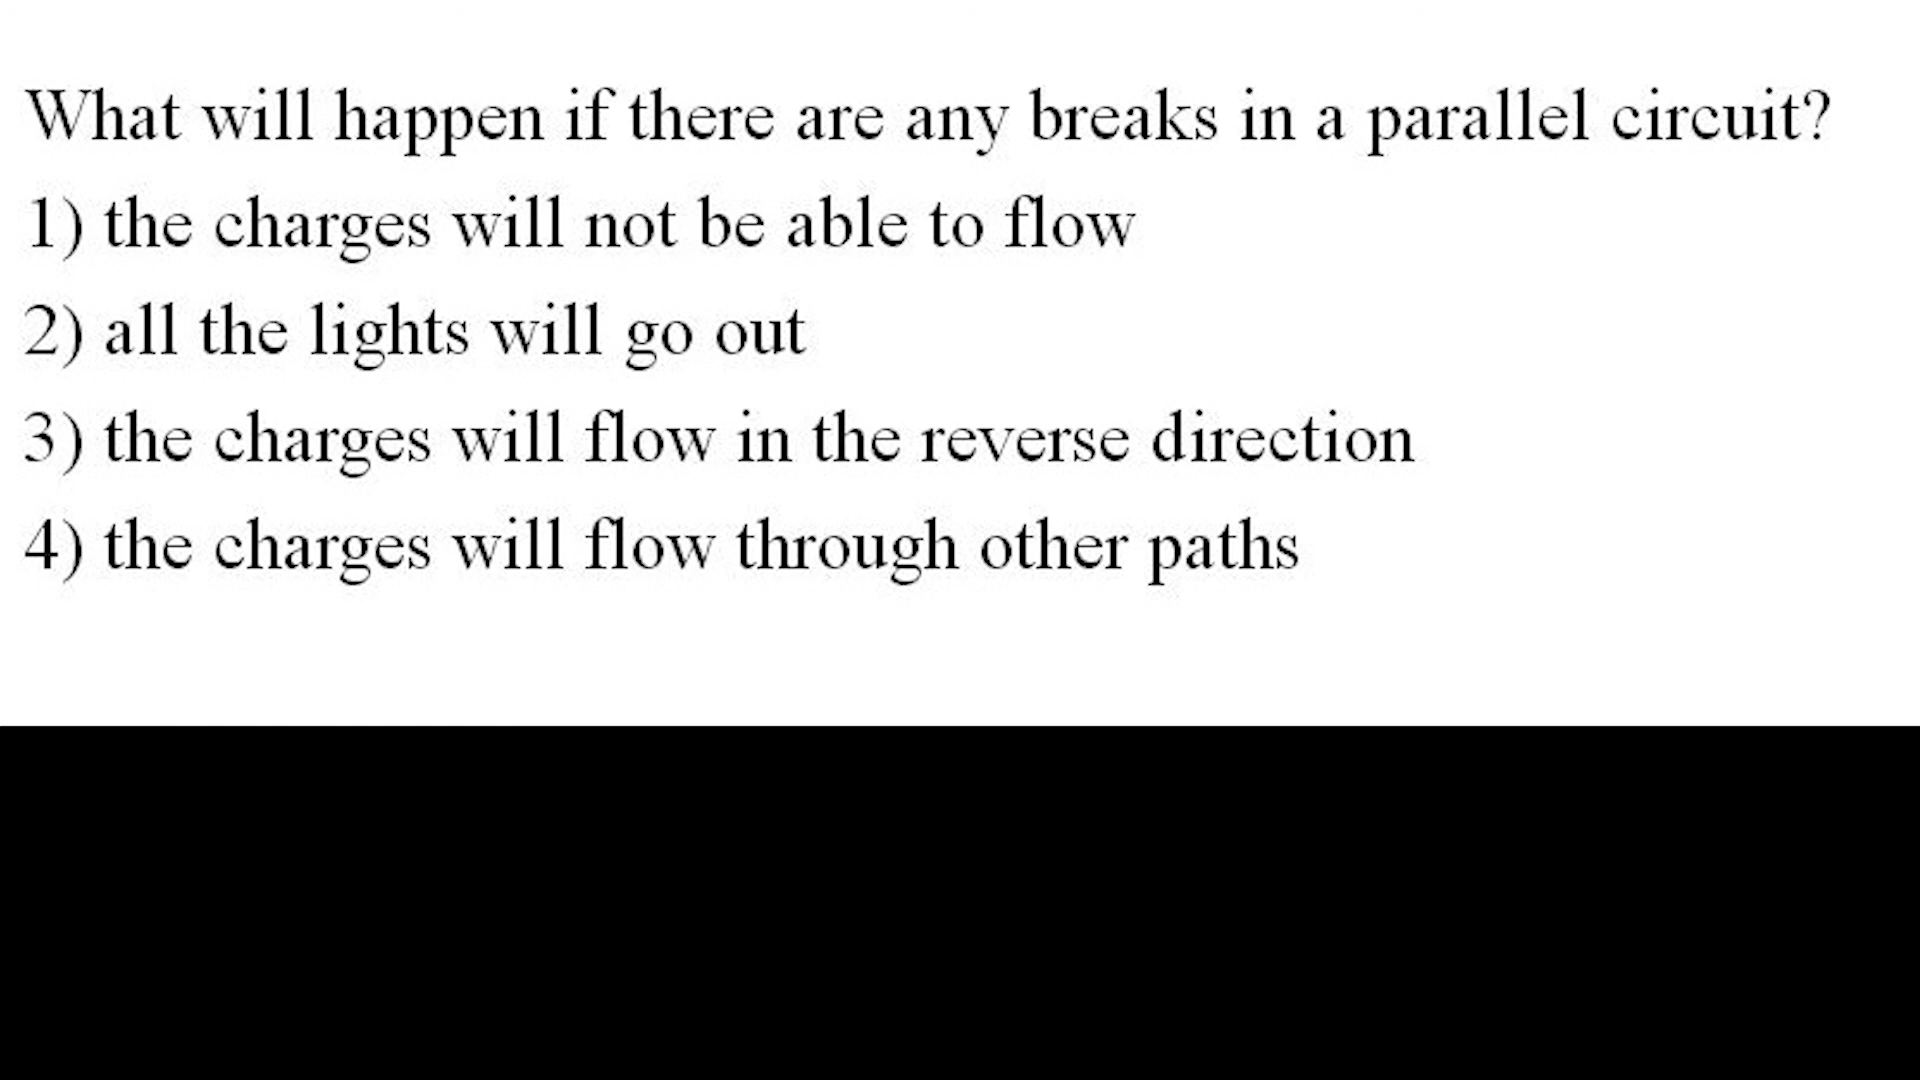 What will happen if there are any breaks in a parallel circuit?
1) the charges will not be able to flow
2) all the lights will go out
3) the charges will flow in the reverse direction
4) the charges will flow through other paths